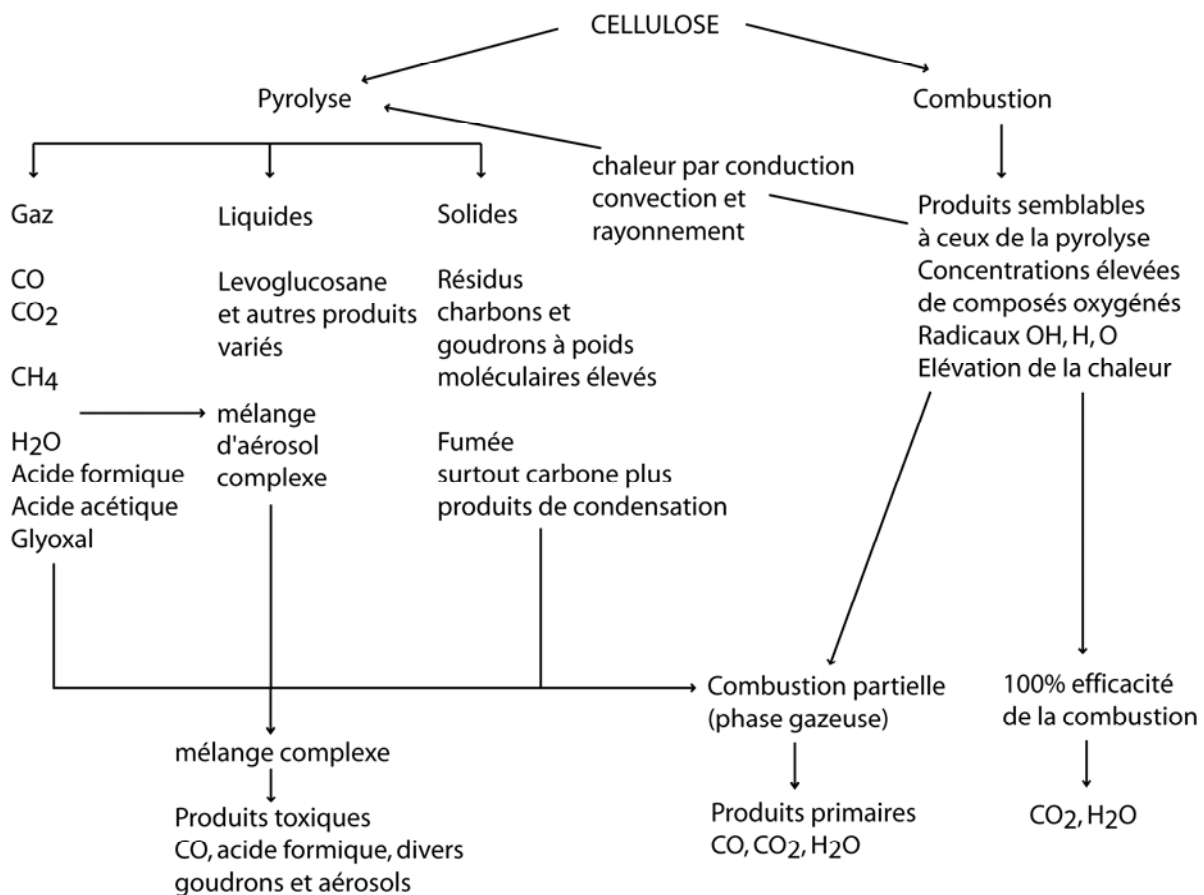 CELLULOSE
Pyrolyse
Combustion
chaleur par conduction
convection et
rayonnement
Gaz
CO
CO2
CH4
H2O
Acide formique
Acide acétique
Glyoxal
Liquides
Levoglucosane
et autres produits
variés
mélange
d'aérosol
complexe
Solides
Résidus
charbons et
goudrons à poids
moléculaires élevés
Fumée
surtout carbone plus
produits de condensation
Produits semblables
à ceux de la pyrolyse
Concentrations élevées
de composés oxygénés
Radicaux OH, H, O
Elévation de la chaleur
Combustion partielle
(phase gazeuse)
100% efficacité
de la combustion
mélange complexe
Produits toxiques
CO, acide formique, divers
goudrons et aérosols
Produits primaires
CO, CO2, H2O
CO2, H2O